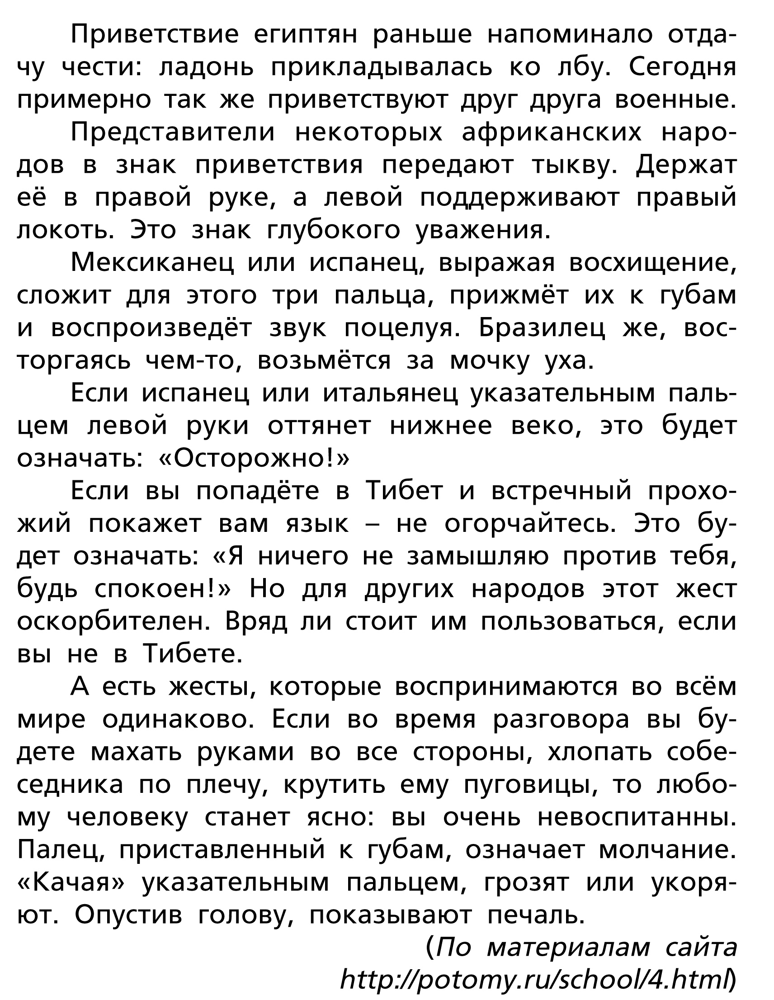 Приветствие египтян раньше напоминало отда-
чу чести: ладонь прикладывалась ко лбу. Сегодня
примерно так же приветствуют друг друга военные.
Представители некоторых африканских наро-
дов в знак приветствия передают тыкву. Держат
её в правой руке, а левой поддерживают правый
локоть. Это знак глубокого уважения.
Мексиканец или испанец, выражая восхищение,
сложит для этого три пальца, прижмёт их к губам
и воспроизведёт звук поцелуя. Бразилец же, вос-
торгаясь чем-то, возьмётся за мочку уха.
Если испанец или итальянец указательным паль-
цем левой руки оттянет нижнее веко, это будет
означать: «Осторожно!»
Если вы попадёте в Тибет и встречный прохо-
жий покажет вам язык – не огорчайтесь. Это бу-
дет означать: «Я ничего не замышляю против тебя,
будь спокоен!» Но для других народов этот жест
оскорбителен. Вряд ли стоит им пользоваться, если
вы не в Тибете.
А есть жесты, которые воспринимаются во всём
мире одинаково. Если во время разговора вы бу-
дете махать руками во все стороны, хлопать собе-
седника по плечу, крутить ему пуговицы, то любо-
му человеку станет ясно: вы очень невоспитанны.
Палец, приставленный к губам, означает молчание.
«Качая» указательным пальцем, грозят или укоря-
ют. Опустив голову, показывают печаль.
(По материалам сайта
http://potomy.ru/school/4.html)